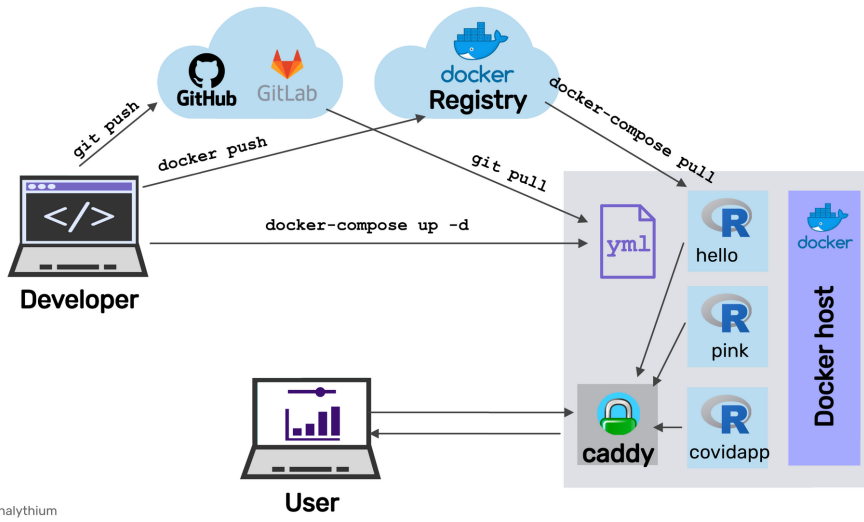 GitHub
GitLab
docker
Registry
git push
docker push
docker-compose pull
git pull
docker-compose up -d
</>
Developer
yml
R
hello
docker
R
pink
Docker host
R
covidapp
caddy
User
nalythium